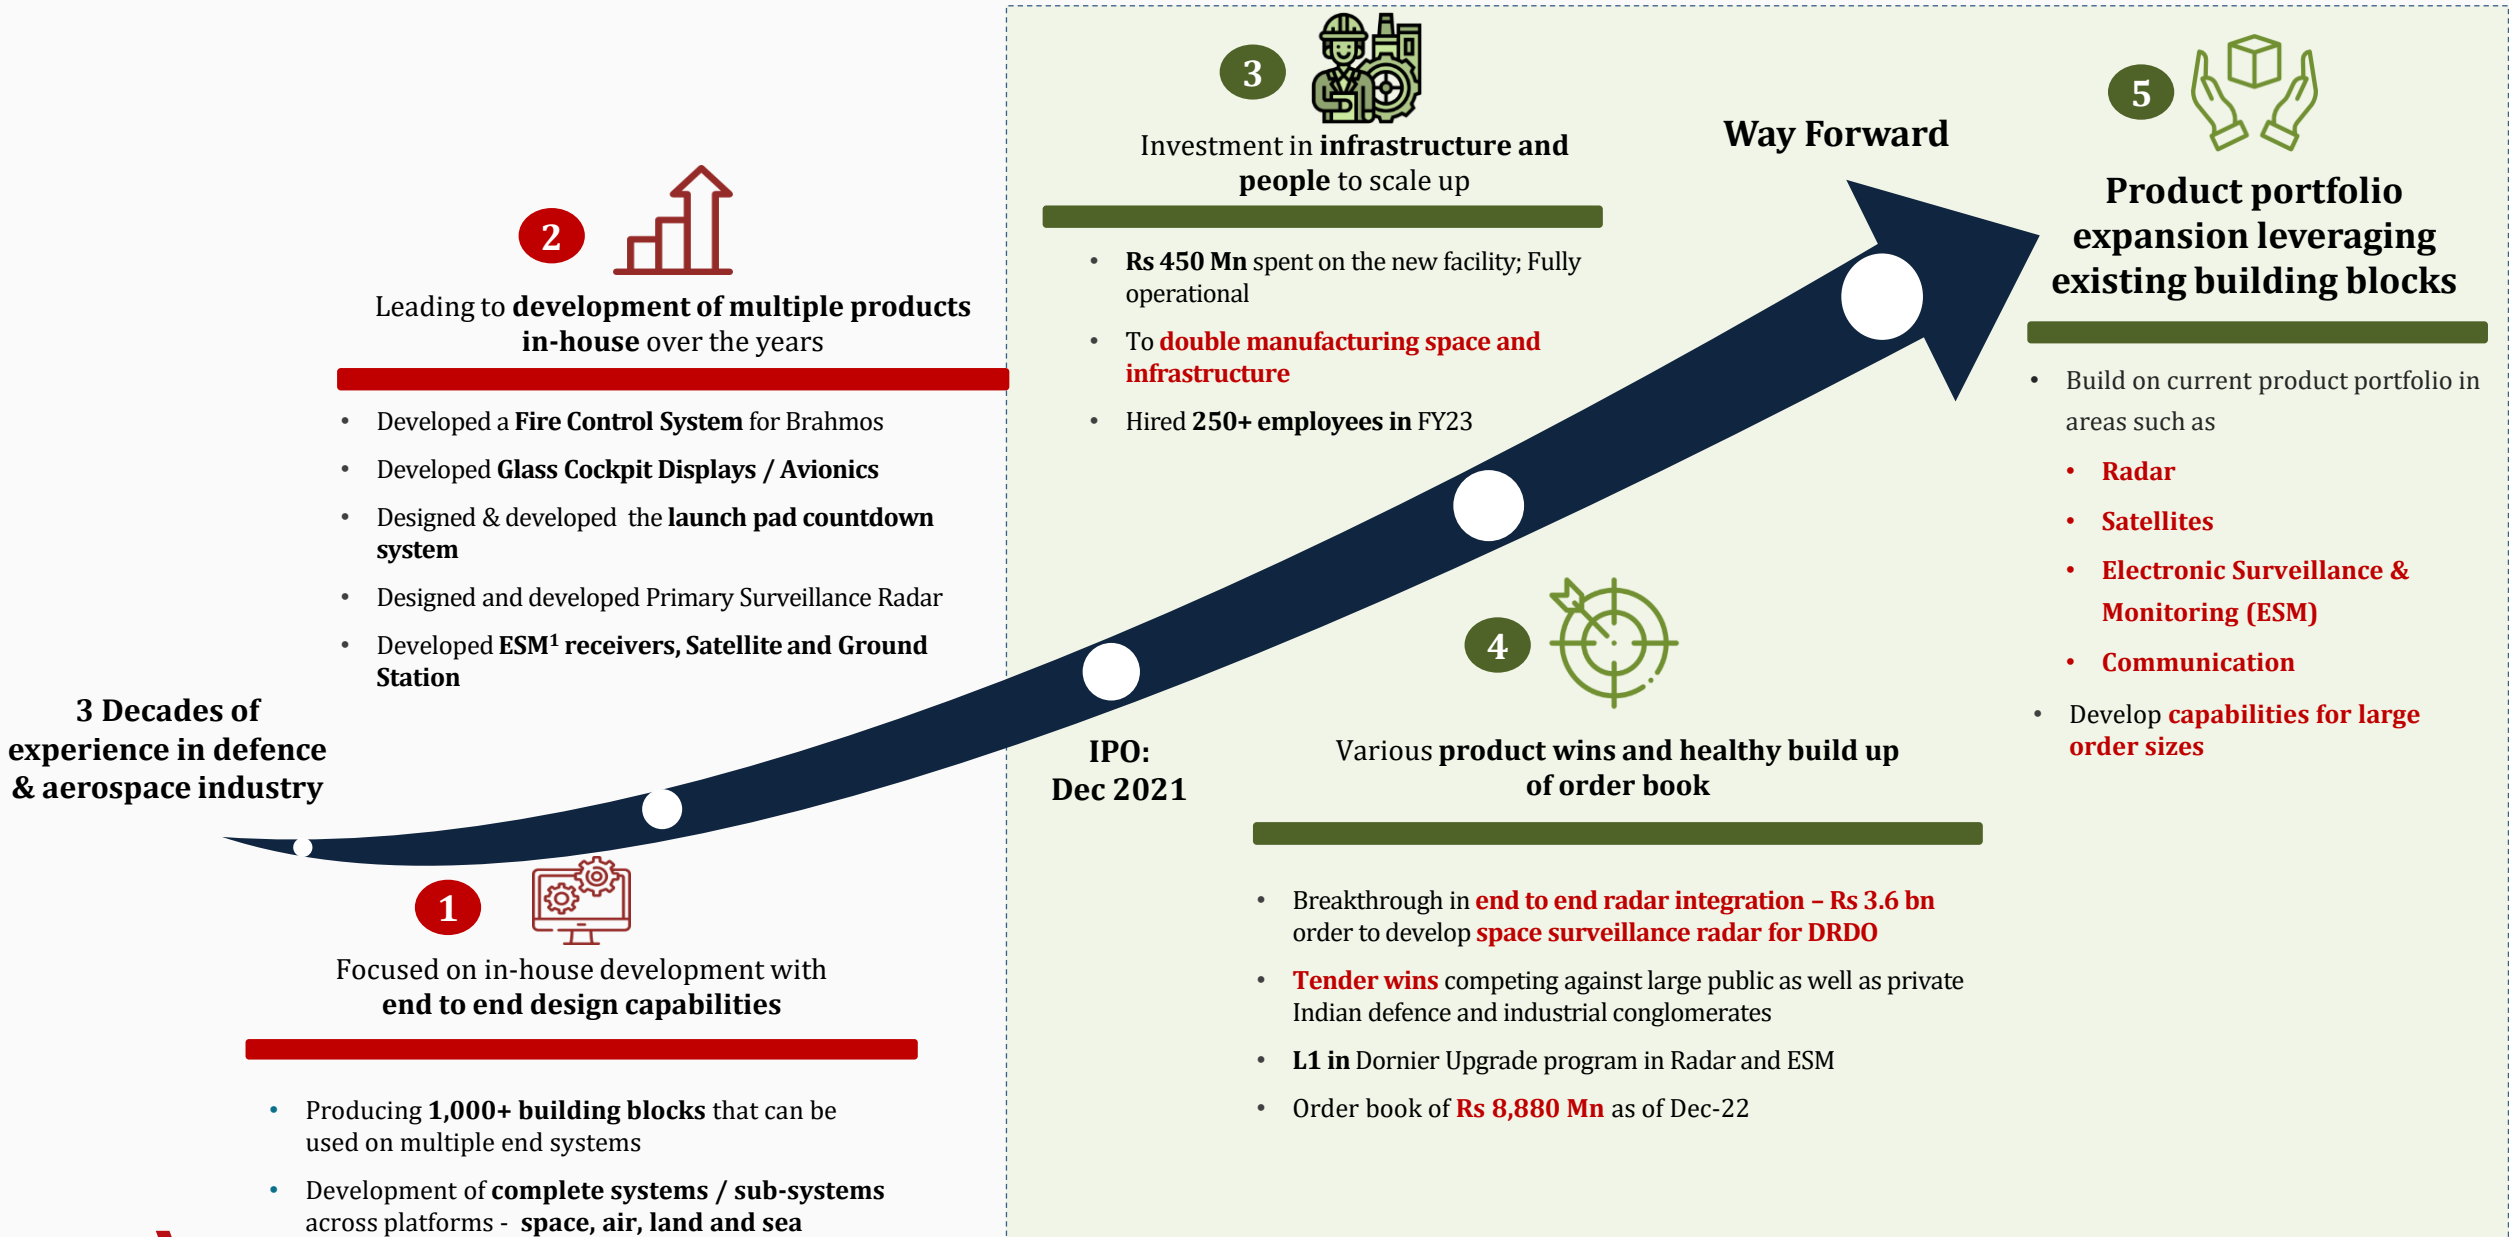 3 Decades of
experience in defence
& aerospace industry
1
Focused on in-house development with
end to end design capabilities
• Producing 1,000+ building blocks that can be
used on multiple end systems
• Development of complete systems / sub-systems
across platforms - space, air, land and sea
2
Leading to development of multiple products
in-house over the years
• Developed a Fire Control System for Brahmos
• Developed Glass Cockpit Displays / Avionics
• Designed & developed the launch pad countdown
system
• Designed and developed Primary Surveillance Radar
• Developed ESM¹ receivers, Satellite and Ground
Station
IPO:
Dec 2021
3
Investment in infrastructure and
people to scale up
• Rs 450 Mn spent on the new facility; Fully
operational
• To double manufacturing space and
infrastructure
• Hired 250+ employees in FY23
4
Various product wins and healthy build up
of order book
• Breakthrough in end to end radar integration – Rs 3.6 bn
order to develop space surveillance radar for DRDO
• Tender wins competing against large public as well as private
Indian defence and industrial conglomerates
• L1 in Dornier Upgrade program in Radar and ESM
• Order book of Rs 8,880 Mn as of Dec-22
Way Forward
5
Product portfolio
expansion leveraging
existing building blocks
• Build on current product portfolio in
areas such as
• Radar
• Satellites
• Electronic Surveillance &
Monitoring (ESM)
• Communication
• Develop capabilities for large
order sizes